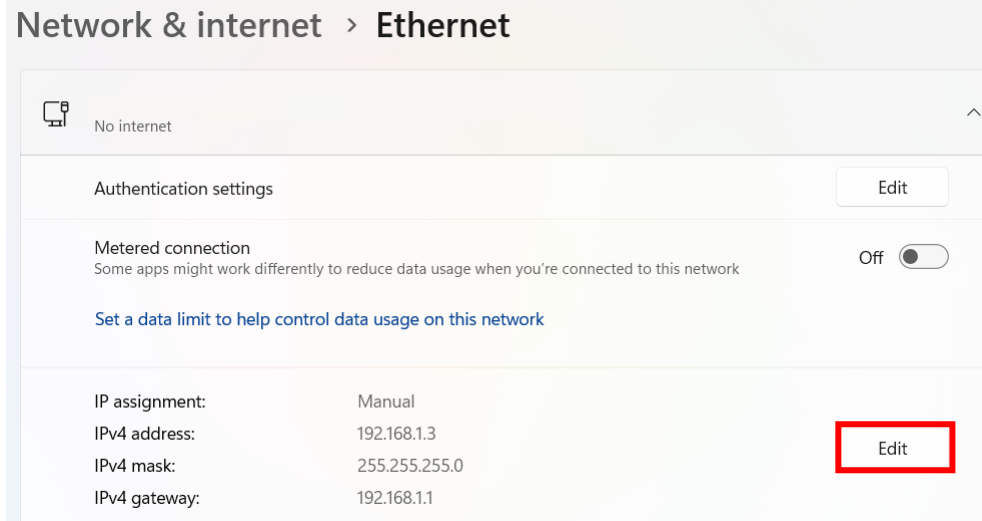 Network & internet › Ethernet
No internet
Authentication settings Edit
Metered connection
Some apps might work differently to reduce data usage when you're connected to this network
Off
Set a data limit to help control data usage on this network
IP assignment: Manual
IPv4 address: 192.168.1.3
Edit
IPv4 mask: 255.255.255.0
IPv4 gateway: 192.168.1.1